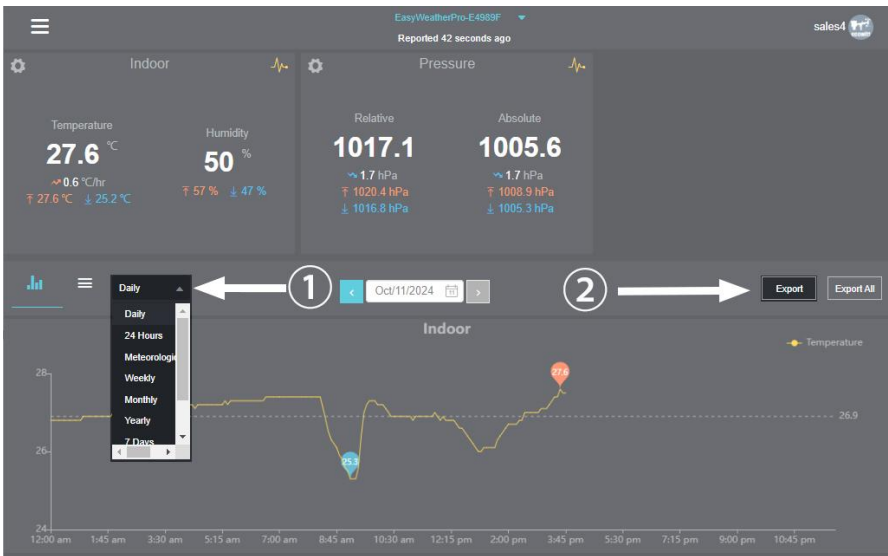 EasyWeatherPro-E4989F
Reported 42 seconds ago
sales4
Indoor
Temperature
27.6 ℃
0.6 ℃/hr
27.6 ℃ 25.2 ℃
Humidity
50 %
57 % 47 %
Pressure
Relative
1017.1
1.7 hPa
1020.4 hPa
1016.8 hPa
Absolute
1005.6
1.7 hPa
1008.9 hPa
1005.3 hPa
Daily
1
Oct/11/2024
2
Export
Export All
Daily
24 Hours
Meteorologic
Weekly
Monthly
Yearly
7 Days
Indoor
Temperature
28
27.6
26.9
26
25.3
24
12:00 am 1:45 am 3:30 am 5:15 am 7:00 am 8:45 am 10:30 am 12:15 pm 2:00 pm 3:45 pm 5:30 pm 7:15 pm 9:00 pm 10:45 pm